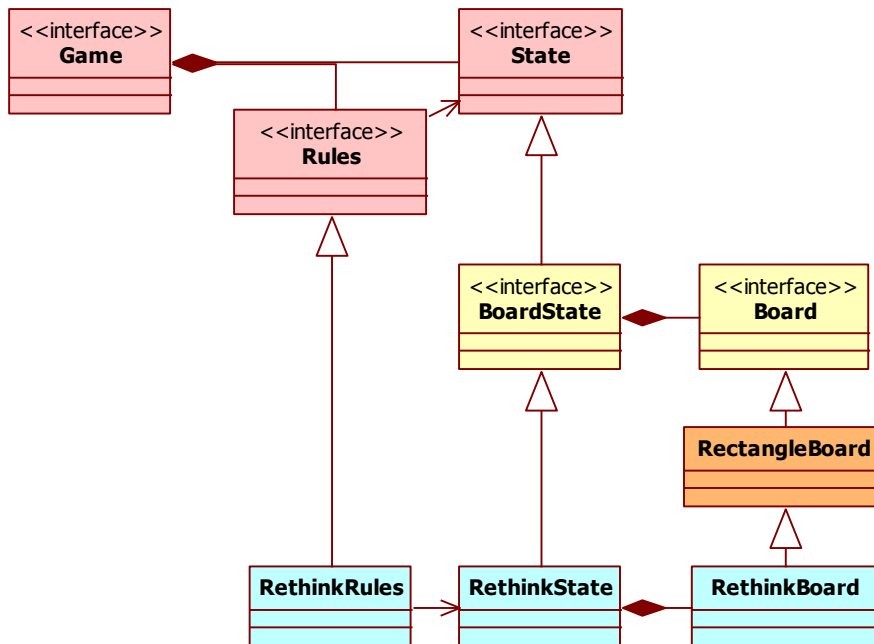 <<interface>>
Game
<<interface>>
State
<<interface>>
Rules
<<interface>>
BoardState
<<interface>>
Board
RectangleBoard
RethinkRules
RethinkState
RethinkBoard